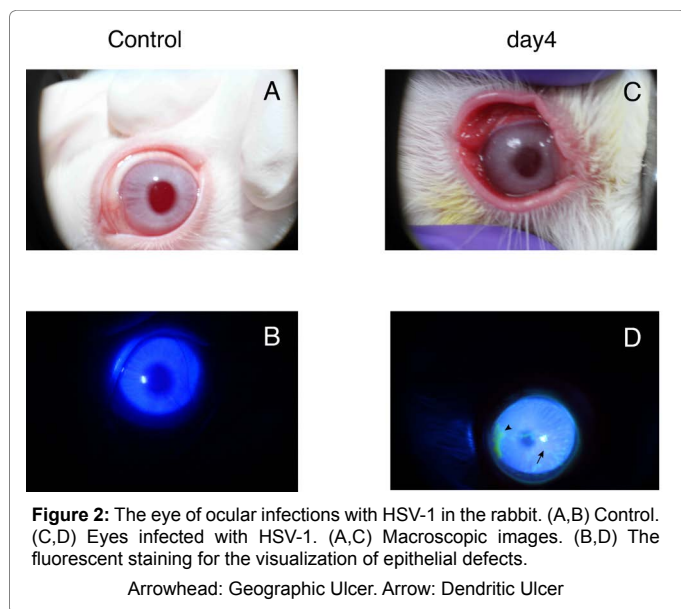 Control
day4
A
C
B
D
Figure 2: The eye of ocular infections with HSV-1 in the rabbit. (A,B) Control.
(C,D) Eyes infected with HSV-1. (A,C) Macroscopic images. (B,D) The
fluorescent staining for the visualization of epithelial defects.
Arrowhead: Geographic Ulcer. Arrow: Dendritic Ulcer